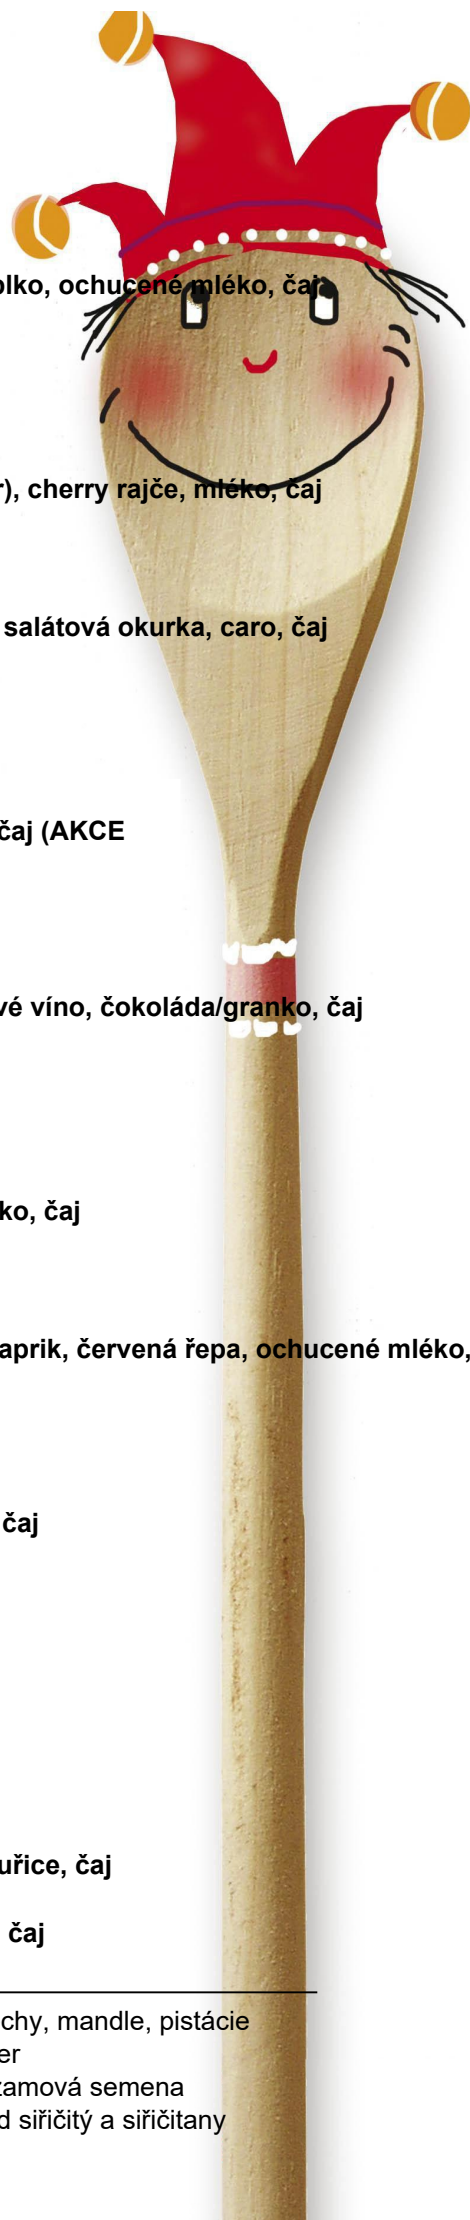 lko, ochucené mléko, čaj
), cherry rajče, mléko, čaj
salátová okurka, caro, čaj
čaj (AKCE
vé víno, čokoláda/granko, čaj
ko, čaj
aprik, červená řepa, ochucené mléko,
čaj
uřice, čaj
čaj
chy, mandle, pistácie
er
zamová semena
d siřičitý a siřičitany